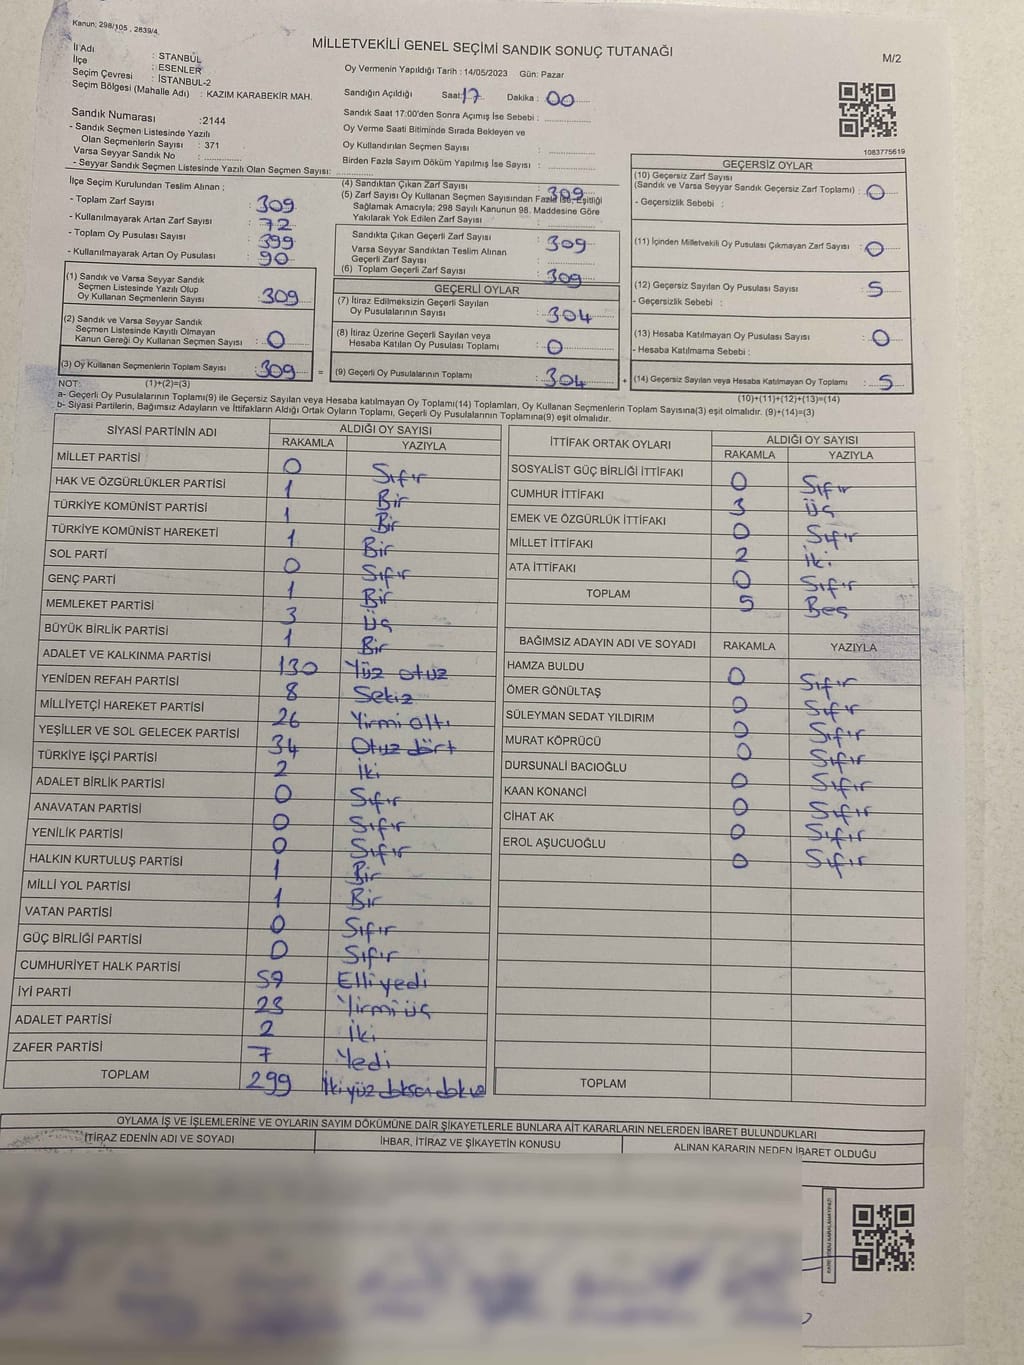 Kanun; 298/105 , 2839/4
MİLLETVEKİLİ GENEL SEÇİMİ SANDIK SONUÇ TUTANAĞI
M/2
İl Adı : STANBUL
İlçe : ESENLER
Seçim Çevresi : İSTANBUL-2
Seçim Bölgesi (Mahalle Adı) : KAZIM KARABEKİR MAH.
Oy Vermenin Yapıldığı Tarih : 14/05/2023 Gün: Pazar
Sandığın Açıldığı Saat: 17 Dakika : 00
Sandık Saat 17:00'den Sonra Açımış İse Sebebi :
Oy Verme Saati Bitiminde Sırada Bekleyen ve
Oy Kullandırılan Seçmen Sayısı :
Birden Fazla Sayım Döküm Yapılmış İse Sayısı :
1083775619
Sandık Numarası :2144
- Sandık Seçmen Listesinde Yazılı
Olan Seçmenlerin Sayısı : 371
Varsa Seyyar Sandık No :
- Seyyar Sandık Seçmen Listesinde Yazılı Olan Seçmen Sayısı:
İlçe Seçim Kurulundan Teslim Alınan ;
- Toplam Zarf Sayısı : 309
- Kullanılmayarak Artan Zarf Sayısı : 72
- Toplam Oy Pusulası Sayısı : 399
- Kullanılmayarak Artan Oy Pusulası : 90
(1) Sandık ve Varsa Seyyar Sandık
Seçmen Listesinde Yazılı Olup
Oy Kullanan Seçmenlerin Sayısı : 309
(2) Sandık ve Varsa Seyyar Sandık
Seçmen Listesinde Kayıtlı Olmayan
Kanun Gereği Oy Kullanan Seçmen Sayısı : 0
(3) Oy Kullanan Seçmenlerin Toplam Sayısı : 309 =
(4) Sandıktan Çıkan Zarf Sayısı : 309
(5) Zarf Sayısı Oy Kullanan Seçmen Sayısından Fazla İse, Eşitliği
Sağlamak Amacıyla; 298 Sayılı Kanunun 98. Maddesine Göre
Yakılarak Yok Edilen Zarf Sayısı :
Sandıkta Çıkan Geçerli Zarf Sayısı : 309
Varsa Seyyar Sandıktan Teslim Alınan
Geçerli Zarf Sayısı :
(6) Toplam Geçerli Zarf Sayısı : 309
GEÇERLİ OYLAR
(7) İtiraz Edilmeksizin Geçerli Sayılan
Oy Pusulalarının Sayısı : 304
(8) İtiraz Üzerine Geçerli Sayılan veya
Hesaba Katılan Oy Pusulası Toplamı : 0
(9) Geçerli Oy Pusulalarının Toplamı : 304 +
GEÇERSİZ OYLAR
(10) Geçersiz Zarf Sayısı
(Sandık ve Varsa Seyyar Sandık Geçersiz Zarf Toplamı) : 0
- Geçersizlik Sebebi :
(11) İçinden Milletvekili Oy Pusulası Çıkmayan Zarf Sayısı : 0
(12) Geçersiz Sayılan Oy Pusulası Sayısı : 5
- Geçersizlik Sebebi :
(13) Hesaba Katılmayan Oy Pusulası Sayısı : 0
- Hesaba Katılmama Sebebi :
(14) Geçersiz Sayılan veya Hesaba Katılmayan Oy Toplamı : 5
NOT: (1)+(2)=(3) (10)+(11)+(12)+(13)=(14)
a- Geçerli Oy Pusulalarının Toplamı(9) ile Geçersiz Sayılan veya Hesaba Katılmayan Oy Toplamı(14) Toplamları, Oy Kullanan Seçmenlerin Toplam Sayısına(3) eşit olmalıdır. (9)+(14)=(3)
b- Siyasi Partilerin, Bağımsız Adayların ve İttifakların Aldığı Ortak Oyların Toplamı, Geçerli Oy Pusulalarının Toplamına(9) eşit olmalıdır.
SİYASİ PARTİNİN ADI ALDIĞI OY SAYISI
RAKAMLA YAZIYLA
MİLLET PARTİSİ 0 Sıfır
HAK VE ÖZGÜRLÜKLER PARTİSİ 1 Bir
TÜRKİYE KOMÜNİST PARTİSİ 1 Bir
TÜRKİYE KOMÜNİST HAREKETİ 1 Bir
SOL PARTİ 0 Sıfır
GENÇ PARTİ 1 Bir
MEMLEKET PARTİSİ 3 Üç
BÜYÜK BİRLİK PARTİSİ 1 Bir
ADALET VE KALKINMA PARTİSİ 130 Yüz otuz
YENİDEN REFAH PARTİSİ 8 Sekiz
MİLLİYETÇİ HAREKET PARTİSİ 26 Yirmi altı
YEŞİLLER VE SOL GELECEK PARTİSİ 34 Otuz dört
TÜRKİYE İŞÇİ PARTİSİ 2 İki
ADALET BİRLİK PARTİSİ 0 Sıfır
ANAVATAN PARTİSİ 0 Sıfır
YENİLİK PARTİSİ 0 Sıfır
HALKIN KURTULUŞ PARTİSİ 1 Bir
MİLLİ YOL PARTİSİ 1 Bir
VATAN PARTİSİ 0 Sıfır
GÜÇ BİRLİĞİ PARTİSİ 0 Sıfır
CUMHURİYET HALK PARTİSİ 57 Elli yedi
İYİ PARTİ 23 Yirmi üç
ADALET PARTİSİ 2 İki
ZAFER PARTİSİ 7 Yedi
TOPLAM 299 İkiyüz
İTTİFAK ORTAK OYLARI ALDIĞI OY SAYISI
RAKAMLA YAZIYLA
SOSYALİST GÜÇ BİRLİĞİ İTTİFAKI 0 Sıfır
CUMHUR İTTİFAKI 3 Üç
EMEK VE ÖZGÜRLÜK İTTİFAKI 0 Sıfır
MİLLET İTTİFAKI 2 İki
ATA İTTİFAKI 0 Sıfır
TOPLAM 5 Beş
BAĞIMSIZ ADAYIN ADI VE SOYADI RAKAMLA YAZIYLA
HAMZA BULDU 0 Sıfır
ÖMER GÖNÜLTAŞ 0 Sıfır
SÜLEYMAN SEDAT YILDIRIM 0 Sıfır
MURAT KÖPRÜCÜ 0 Sıfır
DURSUNALİ BACIOĞLU 0 Sıfır
KAAN KONANCİ 0 Sıfır
CİHAT AK 0 Sıfır
EROL AŞUCUOĞLU 0 Sıfır
TOPLAM
OYLAMA İŞ VE İŞLEMLERİNE VE OYLARIN SAYIM DÖKÜMÜNE DAİR ŞİKAYETLERLE BUNLARA AİT KARARLARIN NELERDEN İBARET BULUNDUKLARI
İTİRAZ EDENİN ADI VE SOYADI İHBAR, İTİRAZ VE ŞİKAYETİN KONUSU ALINAN KARARIN NEDEN İBARET OLDUĞU